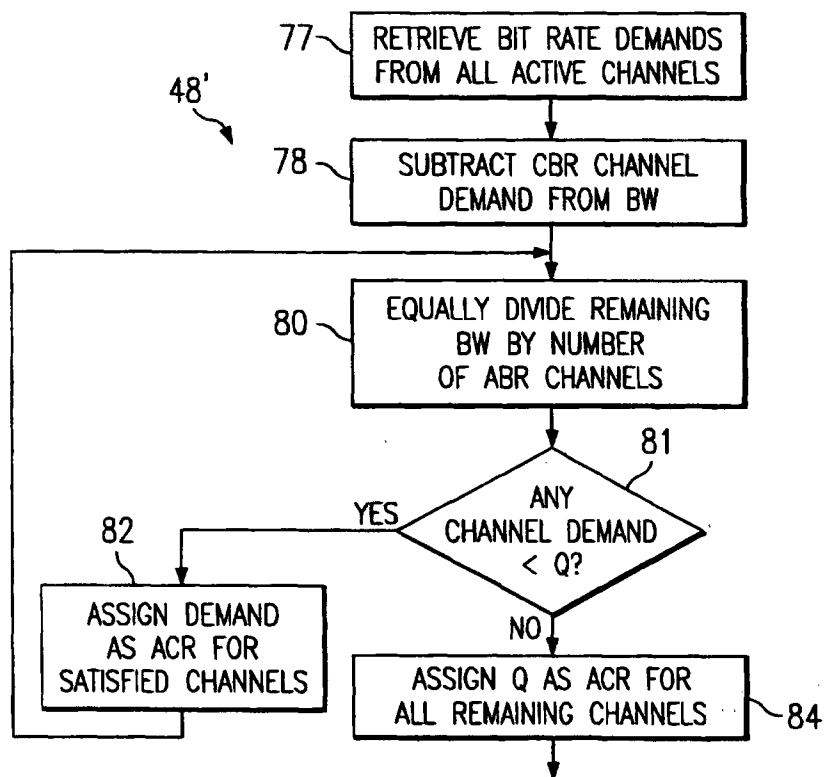 77
RETRIEVE BIT RATE DEMANDS
FROM ALL ACTIVE CHANNELS
48'
78
SUBTRACT CBR CHANNEL
DEMAND FROM BW
80
EQUALLY DIVIDE REMAINING
BW BY NUMBER
OF ABR CHANNELS
81
ANY
CHANNEL DEMAND
< Q?
YES
82
ASSIGN DEMAND
AS ACR FOR
SATISFIED CHANNELS
NO
ASSIGN Q AS ACR FOR
ALL REMAINING CHANNELS
84